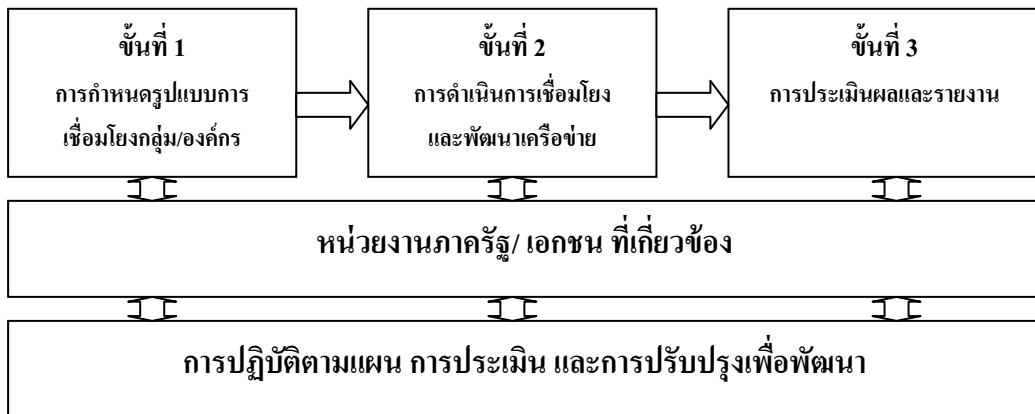 ขั้นที่ 1
การกำหนดรูปแบบการ
เชื่อมโยงกลุ่ม/องค์กร
ขั้นที่ 2
การดำเนินการเชื่อมโยง
และพัฒนาเครือข่าย
ขั้นที่ 3
การประเมินผลและรายงาน
หน่วยงานภาครัฐ/ เอกชน ที่เกี่ยวข้อง
การปฏิบัติตามแผน การประเมิน และการปรับปรุงเพื่อพัฒนา